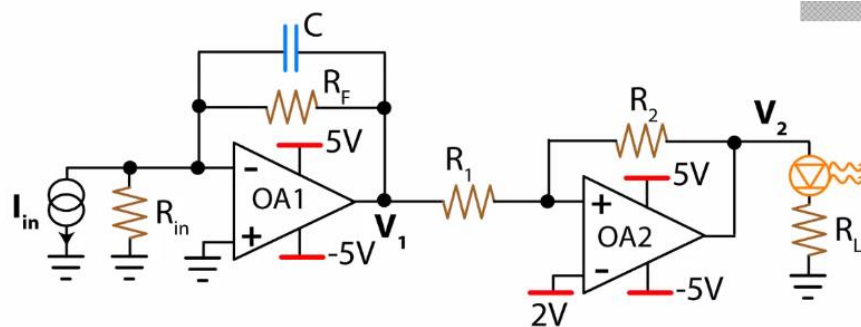 C
R_F
5V
R_2
V_2
R_1
I_in
R_in
-
OA1
+
V_1
-5V
5V
+
OA2
-
-5V
2V
R_L